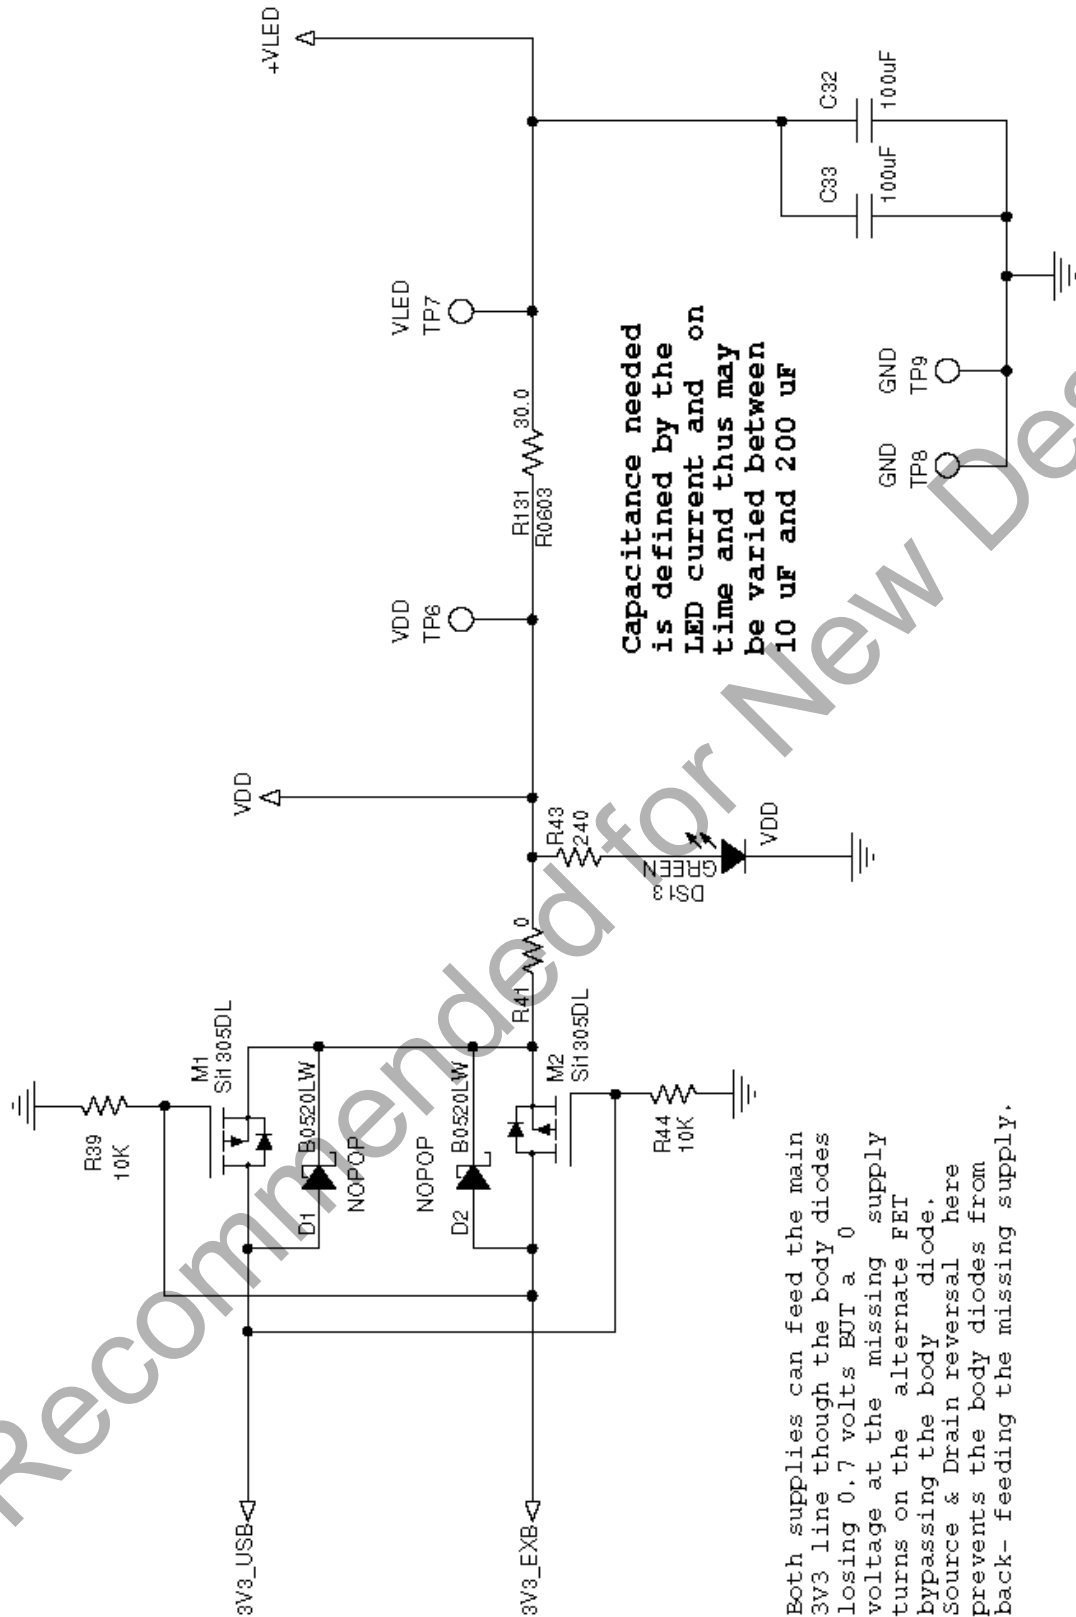 3V3_USB
3V3_EXB
R39
10K
M1
Si1305DL
D1
B0520LW
NOPOP
NOPOP
D2
B0520LW
M2
Si1305DL
R44
10K
R41
0
VDD
R43
240
GREEN
DS13
VDD
VDD
TP6
R131
30.0
R0603
VLED
TP7
+VLED
C33
100uF
C32
100uF
GND
TP8
GND
TP9
Capacitance needed
is defined by the
LED current and on
time and thus may
be varied between
10 uF and 200 uF
Both supplies can feed the main
3V3 line though the body diodes
losing 0.7 volts BUT a 0
voltage at the missing supply
turns on the alternate FET
bypassing the body diode.
Source & Drain reversal here
prevents the body diodes from
back- feeding the missing supply.
Recommended for New Des